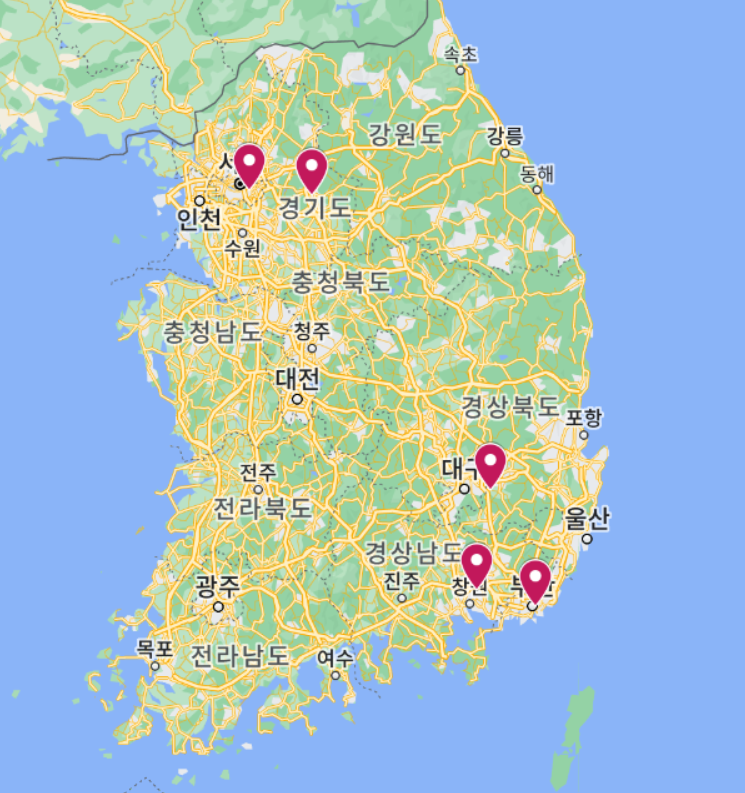 속초
강원도
강릉
동해
인천
경기도
수원
충청북도
충청남도
청주
대전
경상북도
포항
전주
전라북도
울산
경상남도
진주
광주
목포
전라남도
여수